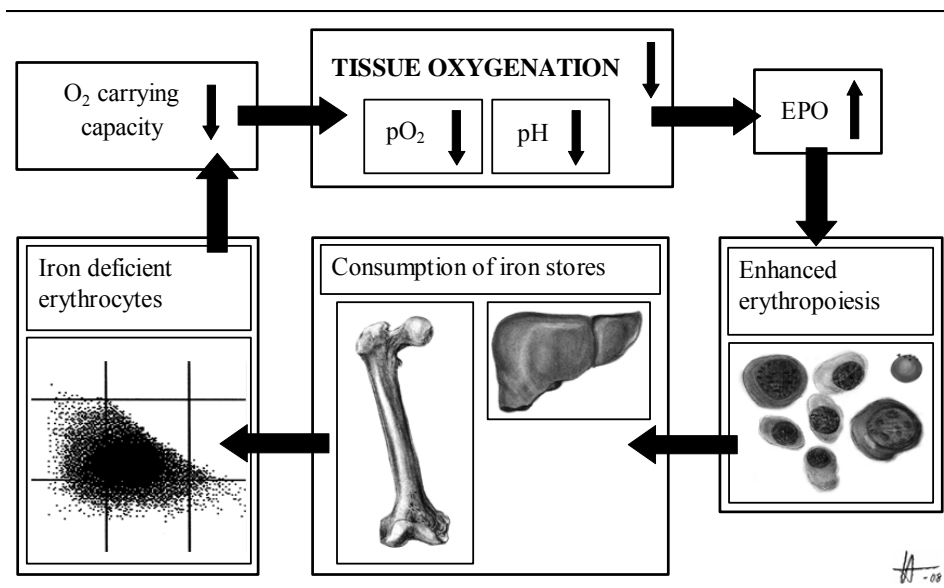 O₂ carrying
capacity
TISSUE OXYGENATION
pO₂
pH
EPO
Iron deficient
erythrocytes
Consumption of iron stores
Enhanced
erythropoiesis